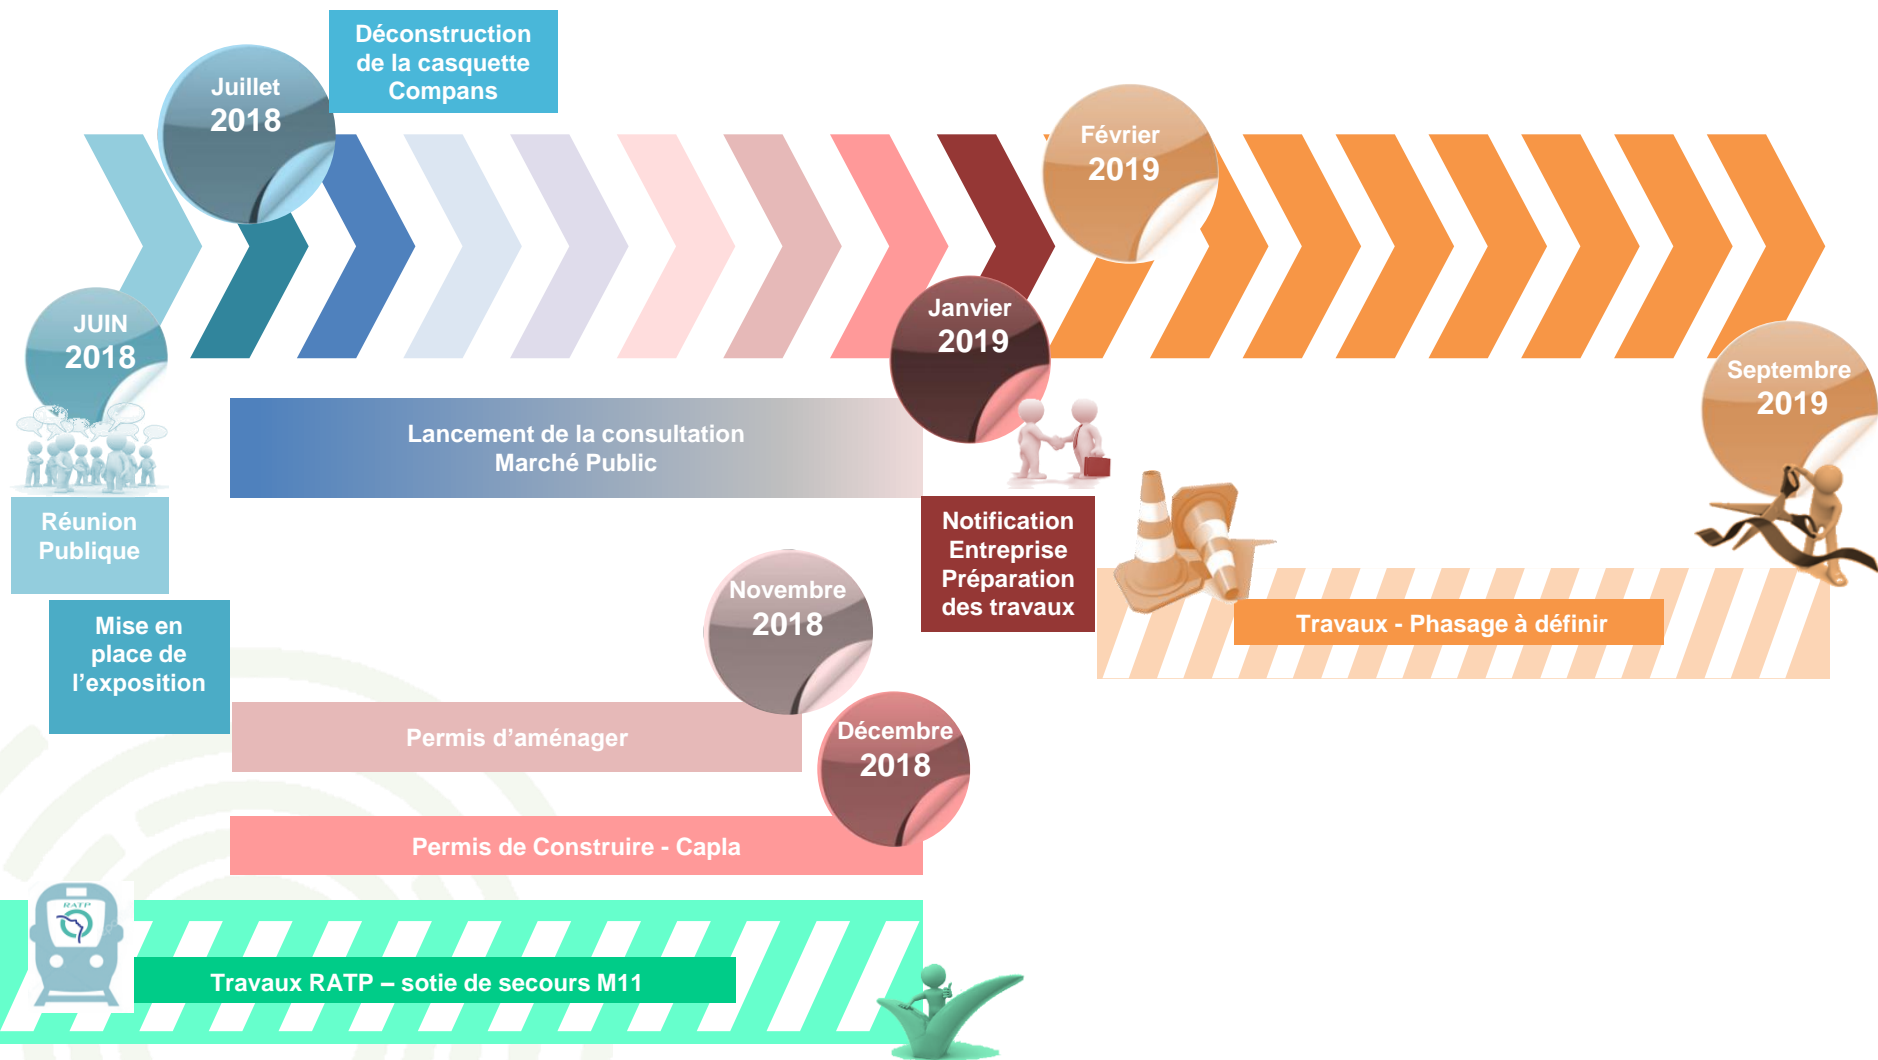 Déconstruction
de la casquette
Compans
Juillet
2018
Février
2019
JUIN
2018
Janvier
2019
Septembre
2019
Lancement de la consultation
Marché Public
Réunion
Publique
Notification
Entreprise
Préparation
des travaux
Mise en
place de
l’exposition
Novembre
2018
Travaux - Phasage à définir
Permis d’aménager
Décembre
2018
Permis de Construire - Capla
RATP
Travaux RATP – sotie de secours M11